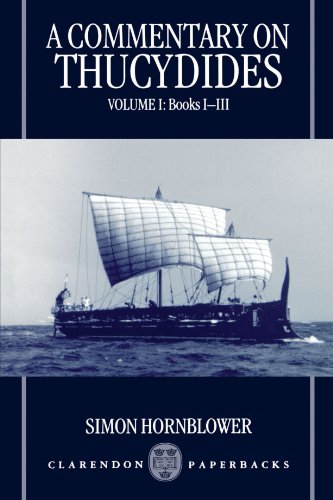 A COMMENTARY ON
THUCYDIDES
VOLUME I: Books I–III
SIMON HORNBLOWER
CLARENDON PAPERBACKS